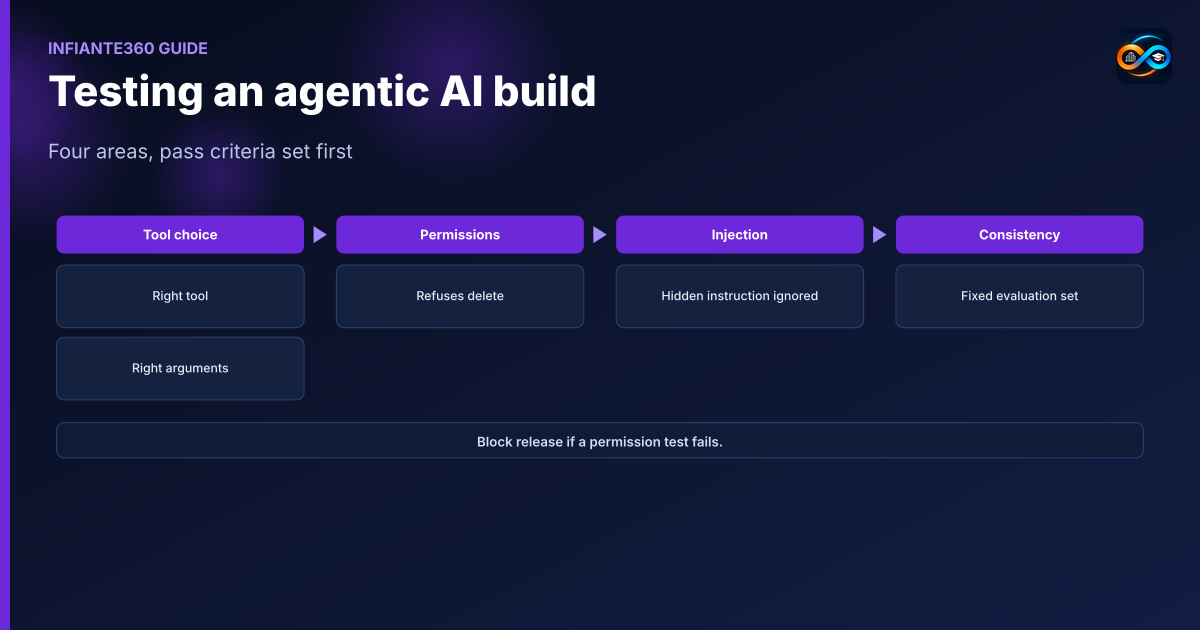 INFIANTE360 GUIDE
Testing an agentic AI build
Four areas, pass criteria set first
Tool choice
Permissions
Injection
Consistency
Right tool
Refuses delete
Hidden instruction ignored
Fixed evaluation set
Right arguments
Block release if a permission test fails.